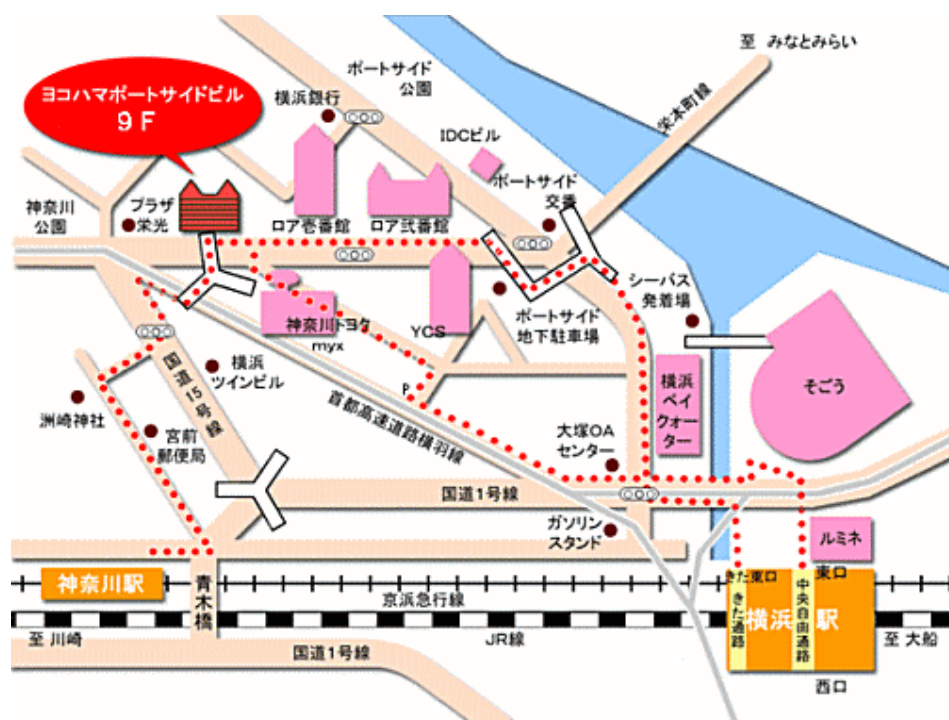 至 みなとみらい
ポートサイド
公園
栄本町線
横浜銀行
ヨコハマポートサイドビル
９Ｆ
IDCビル
ポートサイド
交番
神奈川
公園
プラザ
栄光
ロア壱番館
ロア弐番館
シーバス
発着場
神奈川トヨタ
myx
YCS
ポートサイド
地下駐車場
横浜
ツインビル
国道15号線
P
首都高速道路横羽線
横浜
ベイ
クォー
ター
そごう
洲崎神社
宮前
郵便局
大塚OA
センター
国道1号線
ガソリン
スタンド
ルミネ
神奈川駅
青木橋
京浜急行線
きた東口
東口
きた通路
中央自由通路
横浜駅
至 川崎
JR線
至 大船
国道1号線
西口